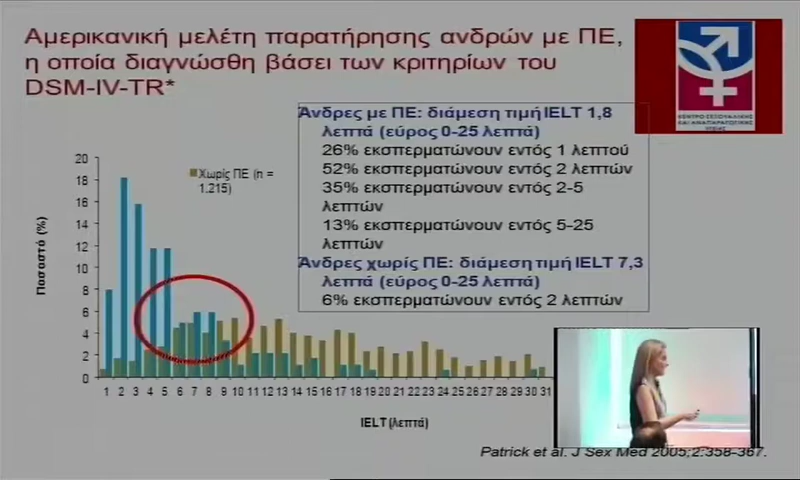 Αμερικανική μελέτη παρατήρησης ανδρών με ΠΕ,
η οποία διαγνώσθη βάσει των κριτηρίων του
DSM-IV-TR*
ΚΕΝΤΡΟ ΣΕΞΟΥΑΛΙΚΗΣ
ΚΑΙ ΑΝΑΠΑΡΑΓΩΓΙΚΗΣ
ΥΓΕΙΑΣ
Άνδρες με ΠΕ: διάμεση τιμή IELT 1,8
λεπτά (εύρος 0-25 λεπτά)
26% εκσπερματώνουν εντός 1 λεπτού
52% εκσπερματώνουν εντός 2 λεπτών
35% εκσπερματώνουν εντός 2-5
λεπτών
13% εκσπερματώνουν εντός 5-25
λεπτών
Άνδρες χωρίς ΠΕ: διάμεση τιμή IELT 7,3
λεπτά (εύρος 0-25 λεπτά)
6% εκσπερματώνουν εντός 2 λεπτών
Χωρίς ΠΕ (n =
1.215)
Ποσοστό (%)
20
18
16
14
12
10
8
6
4
2
0
1 2 3 4 5 6 7 8 9 10 11 12 13 14 15 16 17 18 19 20 21 22 23 24 25 26 27 28 29 30 31
IELT (λεπτά)
Patrick et al. J Sex Med 2005;2:358-367.